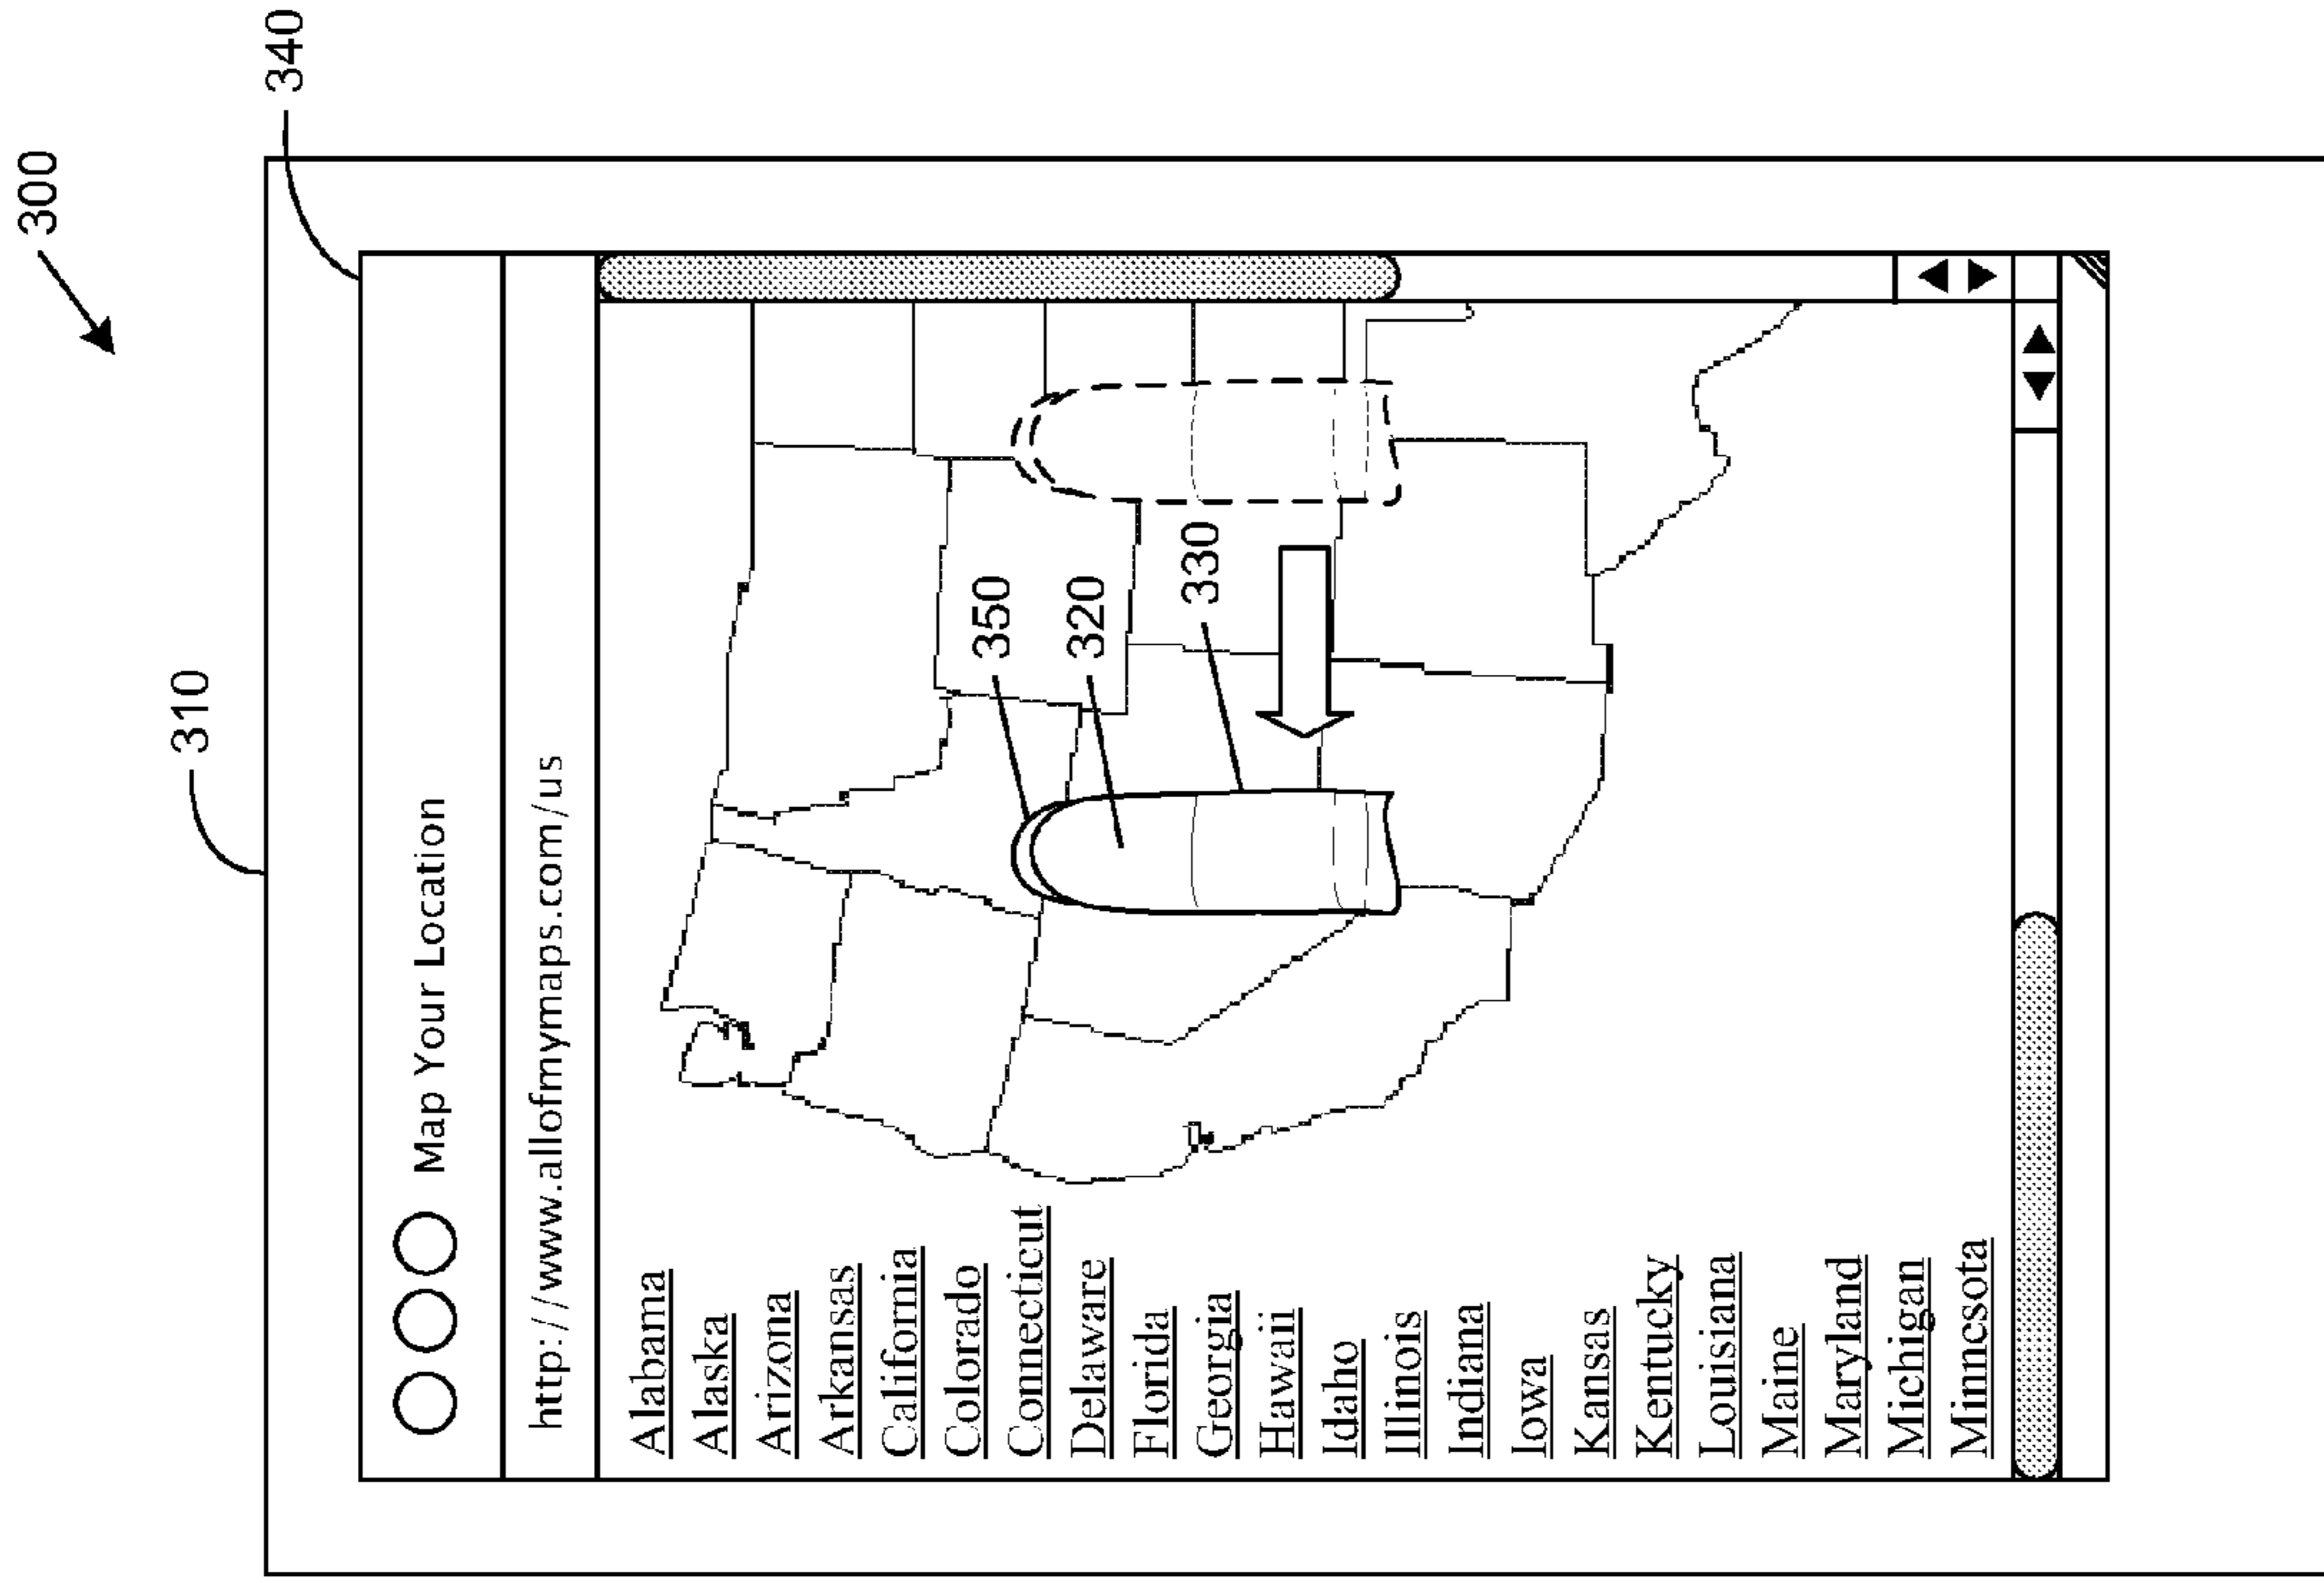 300
310
340
Map Your Location
http://www.allofmymaps.com/us
Alabama
Alaska
Arizona
Arkansas
California
Colorado
Connecticut
Delaware
Florida
Georgia
Hawaii
Idaho
Illinois
Indiana
Iowa
Kansas
Kentucky
Louisiana
Maine
Maryland
Michigan
Minnesota
350
320
330